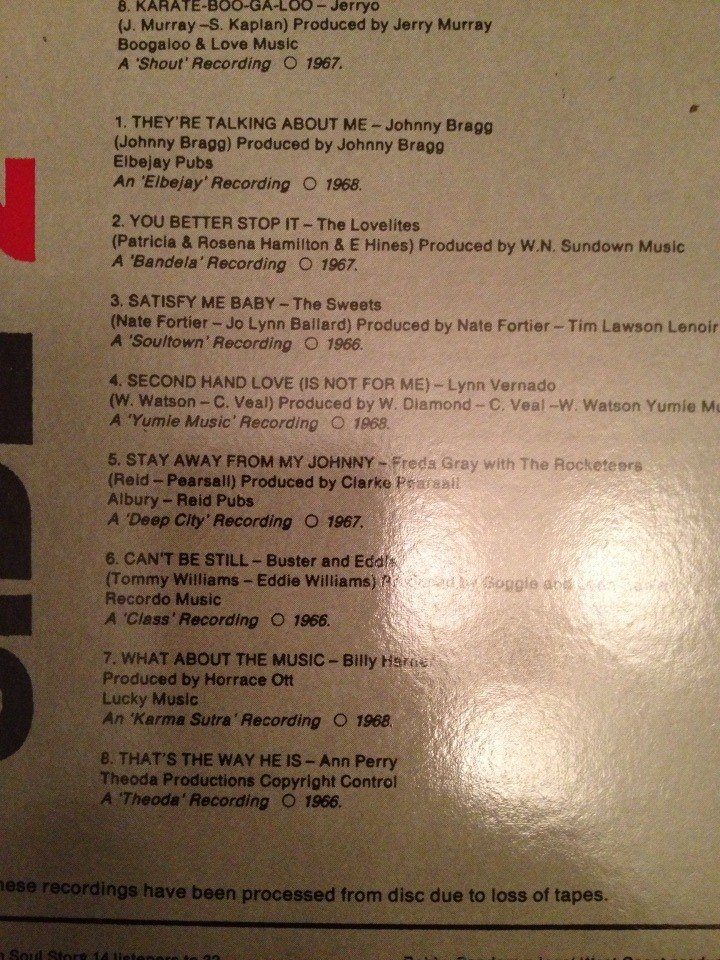 8. KARATE-BOO-GA-LOO – Jerryo
(J. Murray –S. Kaplan) Produced by Jerry Murray
Boogaloo & Love Music
A 'Shout' Recording O 1967.
1. THEY'RE TALKING ABOUT ME – Johnny Bragg
(Johnny Bragg) Produced by Johnny Bragg
Elbejay Pubs
An 'Elbejay' Recording O 1968.
2. YOU BETTER STOP IT – The Lovelites
(Patricia & Rosena Hamilton & E Hines) Produced by W.N. Sundown Music
A 'Bandela' Recording O 1967.
3. SATISFY ME BABY – The Sweets
(Nate Fortier – Jo Lynn Ballard) Produced by Nate Fortier – Tim Lawson Lenoir
A 'Soultown' Recording O 1966.
4. SECOND HAND LOVE (IS NOT FOR ME) – Lynn Vernado
(W. Watson – C. Veal) Produced by W. Diamond – C. Veal –W. Watson Yumie
A 'Yumie Music' Recording O 1968.
5. STAY AWAY FROM MY JOHNNY – Freda Gray with The Rocketeers
(Reid – Pearsall) Produced by Clarke Pearsall
Albury – Reid Pubs
A 'Deep City' Recording O 1967.
6. CAN'T BE STILL – Buster and Eddie
(Tommy Williams – Eddie Williams) Produced by Goggie and
Recordo Music
A 'Class' Recording O 1966.
7. WHAT ABOUT THE MUSIC – Billy
Produced by Horrace Ott
Lucky Music
An 'Karma Sutra' Recording O 1968.
8. THAT'S THE WAY HE IS – Ann Perry
Theoda Productions Copyright Control
A 'Theoda' Recording O 1966.
hese recordings have been processed from disc due to loss of tapes.